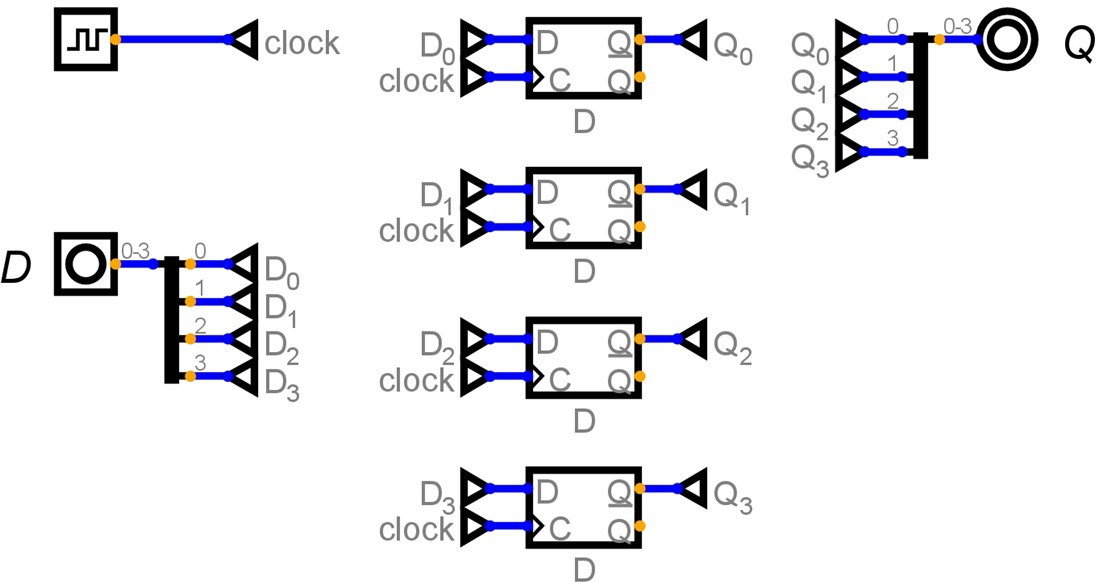 clock
D
0-3
0
D₀
1
D₁
2
D₂
3
D₃
D₀ D Q Q₀
clock C Q
D
D₁ D Q Q₁
clock C Q
D
D₂ D Q Q₂
clock C Q
D
D₃ D Q Q₃
clock C Q
D
Q₀ 0 0-3 Q
Q₁ 1
Q₂ 2
Q₃ 3